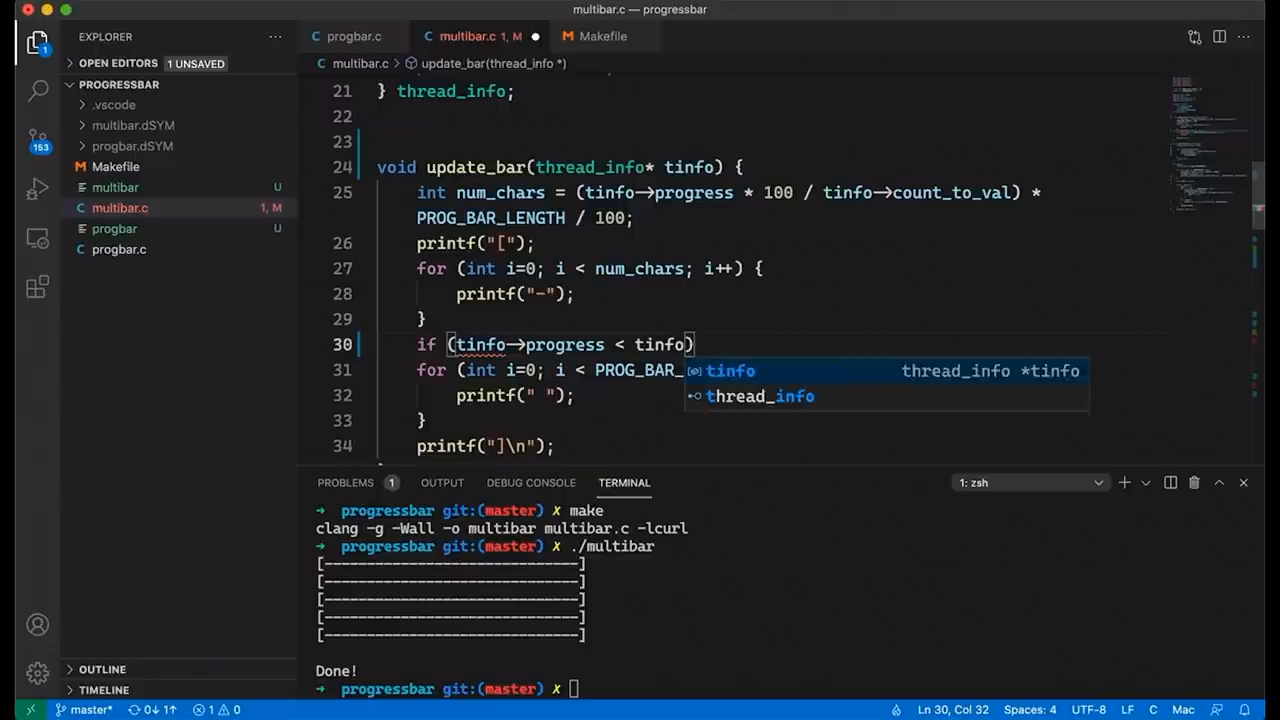 multibar.c — progressbar
EXPLORER
progbar.c
multibar.c 1, M
Makefile
OPEN EDITORS 1 UNSAVED
multibar.c > update_bar(thread_info *)
PROGRESSBAR
.vscode
multibar.dSYM
progbar.dSYM
Makefile
multibar U
multibar.c 1, M
progbar U
progbar.c
1
153
21 } thread_info;
22
23
24 void update_bar(thread_info* tinfo) {
25 int num_chars = (tinfo->progress * 100 / tinfo->count_to_val) *
PROG_BAR_LENGTH / 100;
26 printf("[");
27 for (int i=0; i < num_chars; i++) {
28 printf("-");
29 }
30 if (tinfo->progress < tinfo)
31 for (int i=0; i < PROG_BAR_
32 printf(" ");
33 }
34 printf("]\n");
tinfo thread_info *tinfo
thread_info
PROBLEMS 1 OUTPUT DEBUG CONSOLE TERMINAL 1: zsh
➜ progressbar git:(master) ✗ make
clang -g -Wall -o multibar multibar.c -lcurl
➜ progressbar git:(master) ✗ ./multibar
[-----------------------------]
[-----------------------------]
[-----------------------------]
[-----------------------------]
[-----------------------------]
Done!
➜ progressbar git:(master) ✗
OUTLINE
TIMELINE
master* 0↓ 1↑ 1 0 Ln 30, Col 32 Spaces: 4 UTF-8 LF C Mac